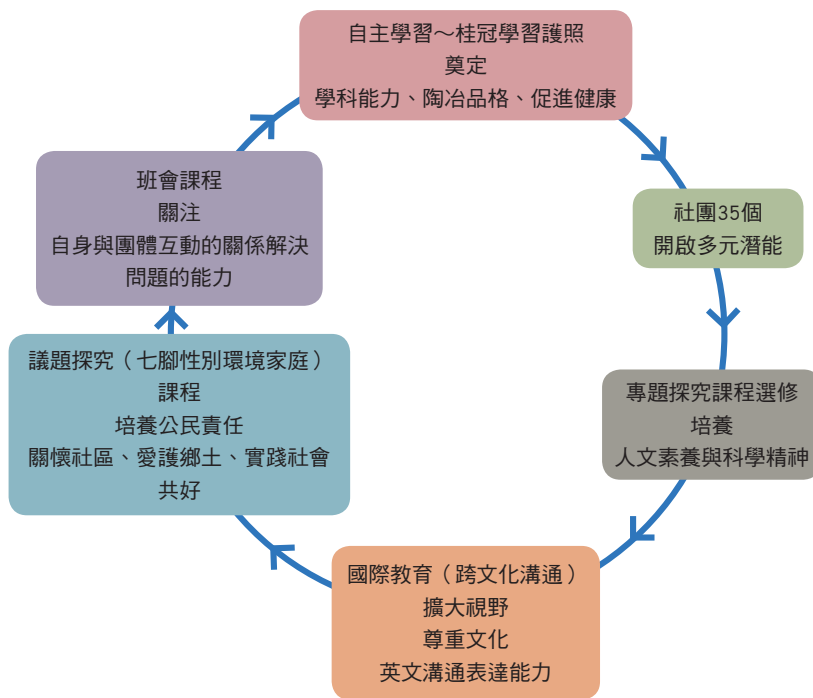 自主學習～桂冠學習護照
奠定
學科能力、陶冶品格、促進健康
社團35個
開啟多元潛能
專題探究課程選修
培養
人文素養與科學精神
國際教育（跨文化溝通）
擴大視野
尊重文化
英文溝通表達能力
議題探究（七腳性別環境家庭）
課程
培養公民責任
關懷社區、愛護鄉土、實踐社會
共好
班會課程
關注
自身與團體互動的關係解決
問題的能力